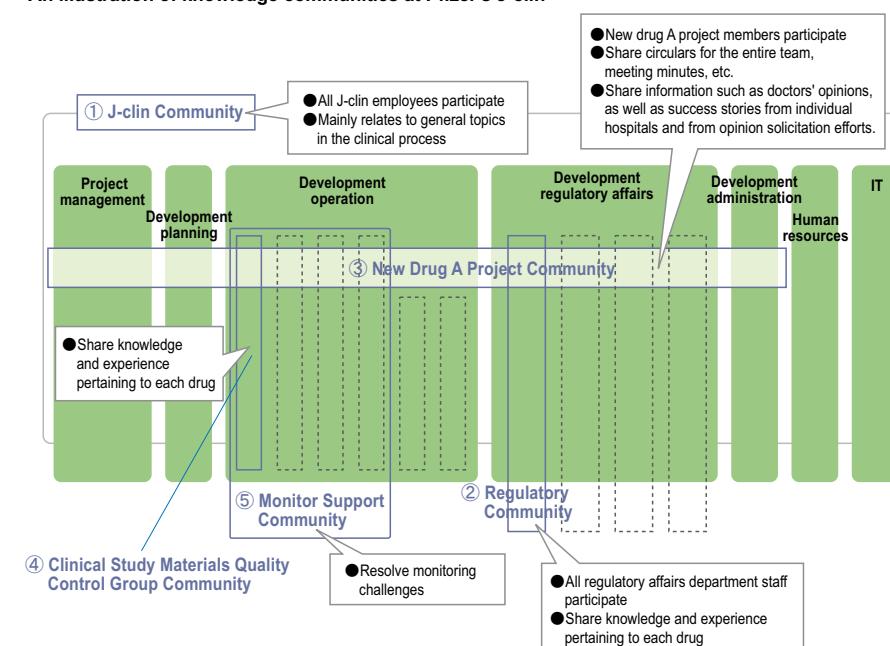 ① J-clin Community
●All J-clin employees participate
●Mainly relates to general topics
in the clinical process
●New drug A project members participate
●Share circulars for the entire team,
meeting minutes, etc.
●Share information such as doctors' opinions,
as well as success stories from individual
hospitals and from opinion solicitation efforts.
Project
management
Development
planning
Development
operation
Development
regulatory affairs
Development
administration
Human
resources
IT
③ New Drug A Project Community
●Share knowledge
and experience
pertaining to each drug
⑤ Monitor Support
Community
② Regulatory
Community
④ Clinical Study Materials Quality
Control Group Community
●Resolve monitoring
challenges
●All regulatory affairs department staff
participate
●Share knowledge and experience
pertaining to each drug